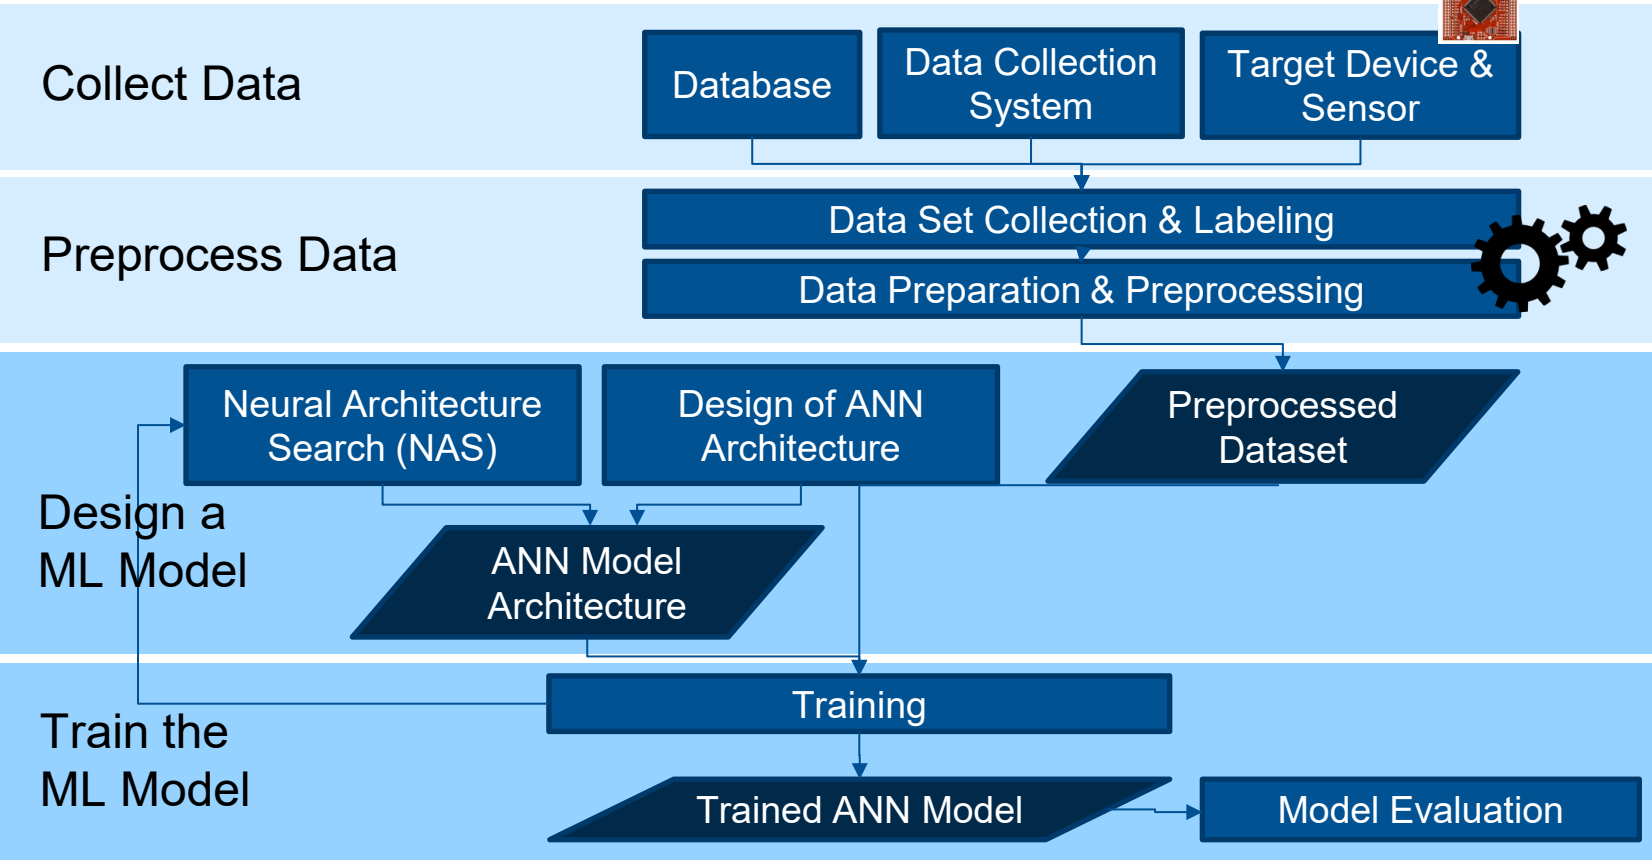 Collect Data
Database
Data Collection
System
Target Device &
Sensor
Preprocess Data
Data Set Collection & Labeling
Data Preparation & Preprocessing
Neural Architecture
Search (NAS)
Design of ANN
Architecture
Preprocessed
Dataset
Design a
ML Model
ANN Model
Architecture
Train the
ML Model
Training
Trained ANN Model
Model Evaluation